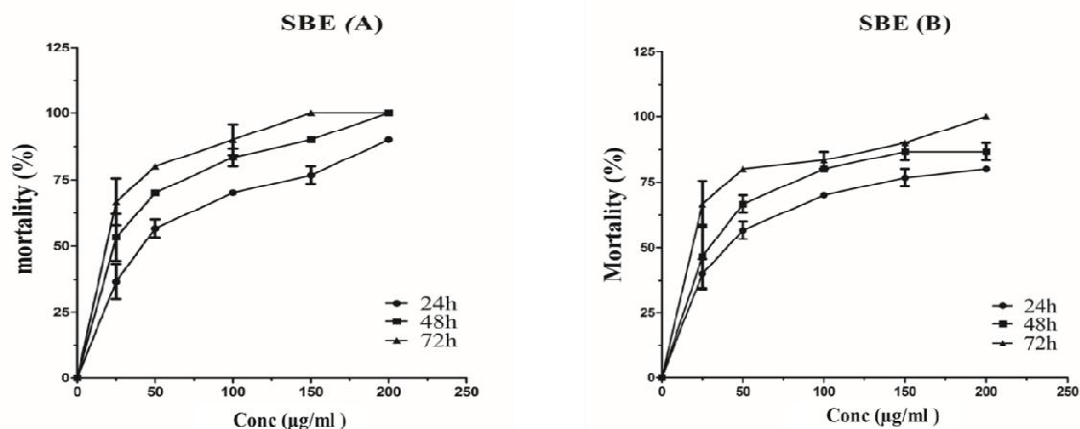 SBE (A)
125
100
75
50
25
0
mortality (%)
0 50 100 150 200 250
Conc (µg/ml )
24h
48h
72h
SBE (B)
125
100
75
50
25
0
Mortality (%)
0 50 100 150 200 250
Conc (µg/ml )
24h
48h
72h